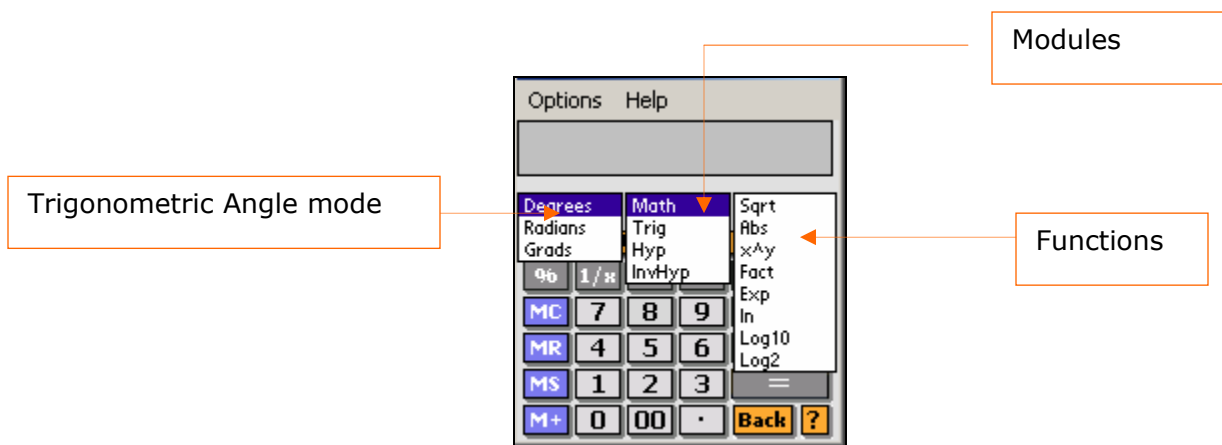 Modules
Options Help
Trigonometric Angle mode
Degrees Math Sqrt
Radians Trig Abs
Grads Hyp x^y
InvHyp Fact
% 1/x Exp
MC 7 8 9 ln
MR 4 5 6 Log10
Log2
MS 1 2 3 =
M+ 0 00 . Back ?
Functions